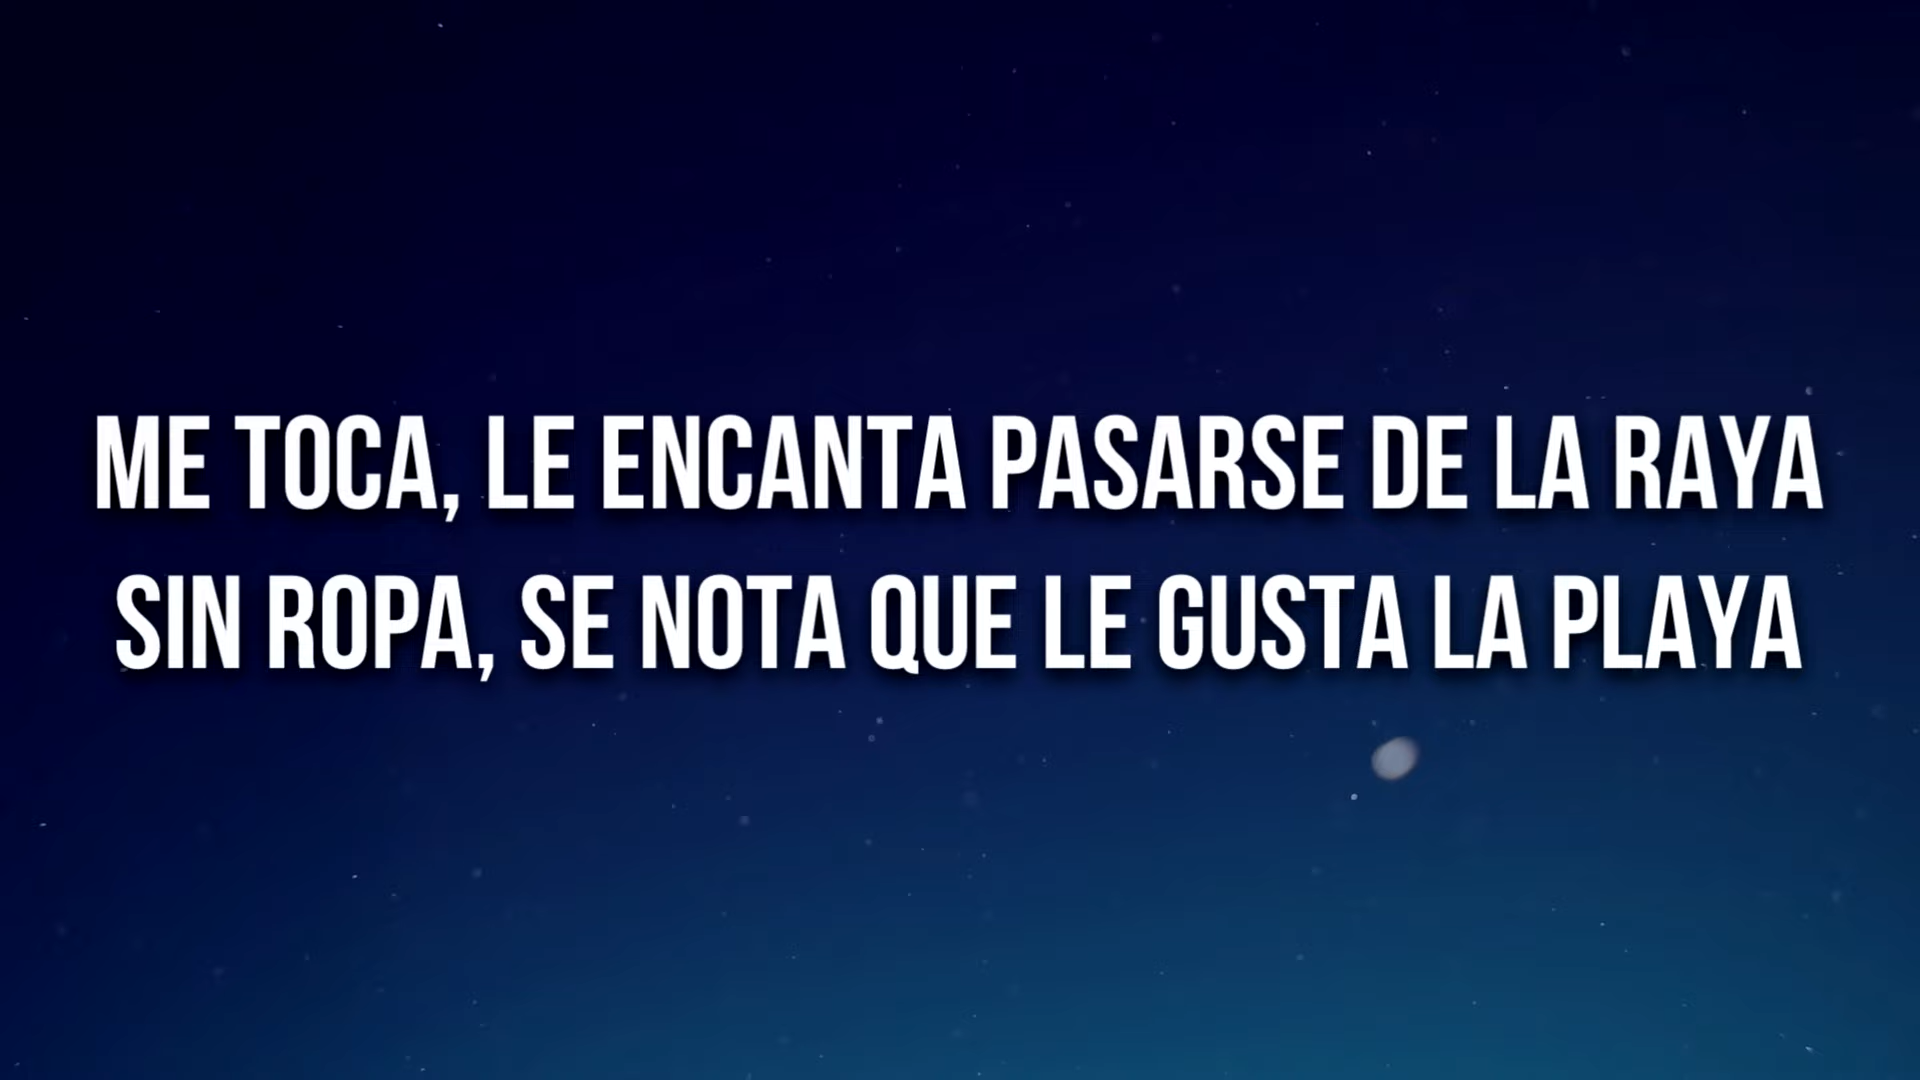 ME TOCA, LE ENCANTA PASARSE DE LA RAYA
SIN ROPA, SE NOTA QUE LE GUSTA LA PLAYA